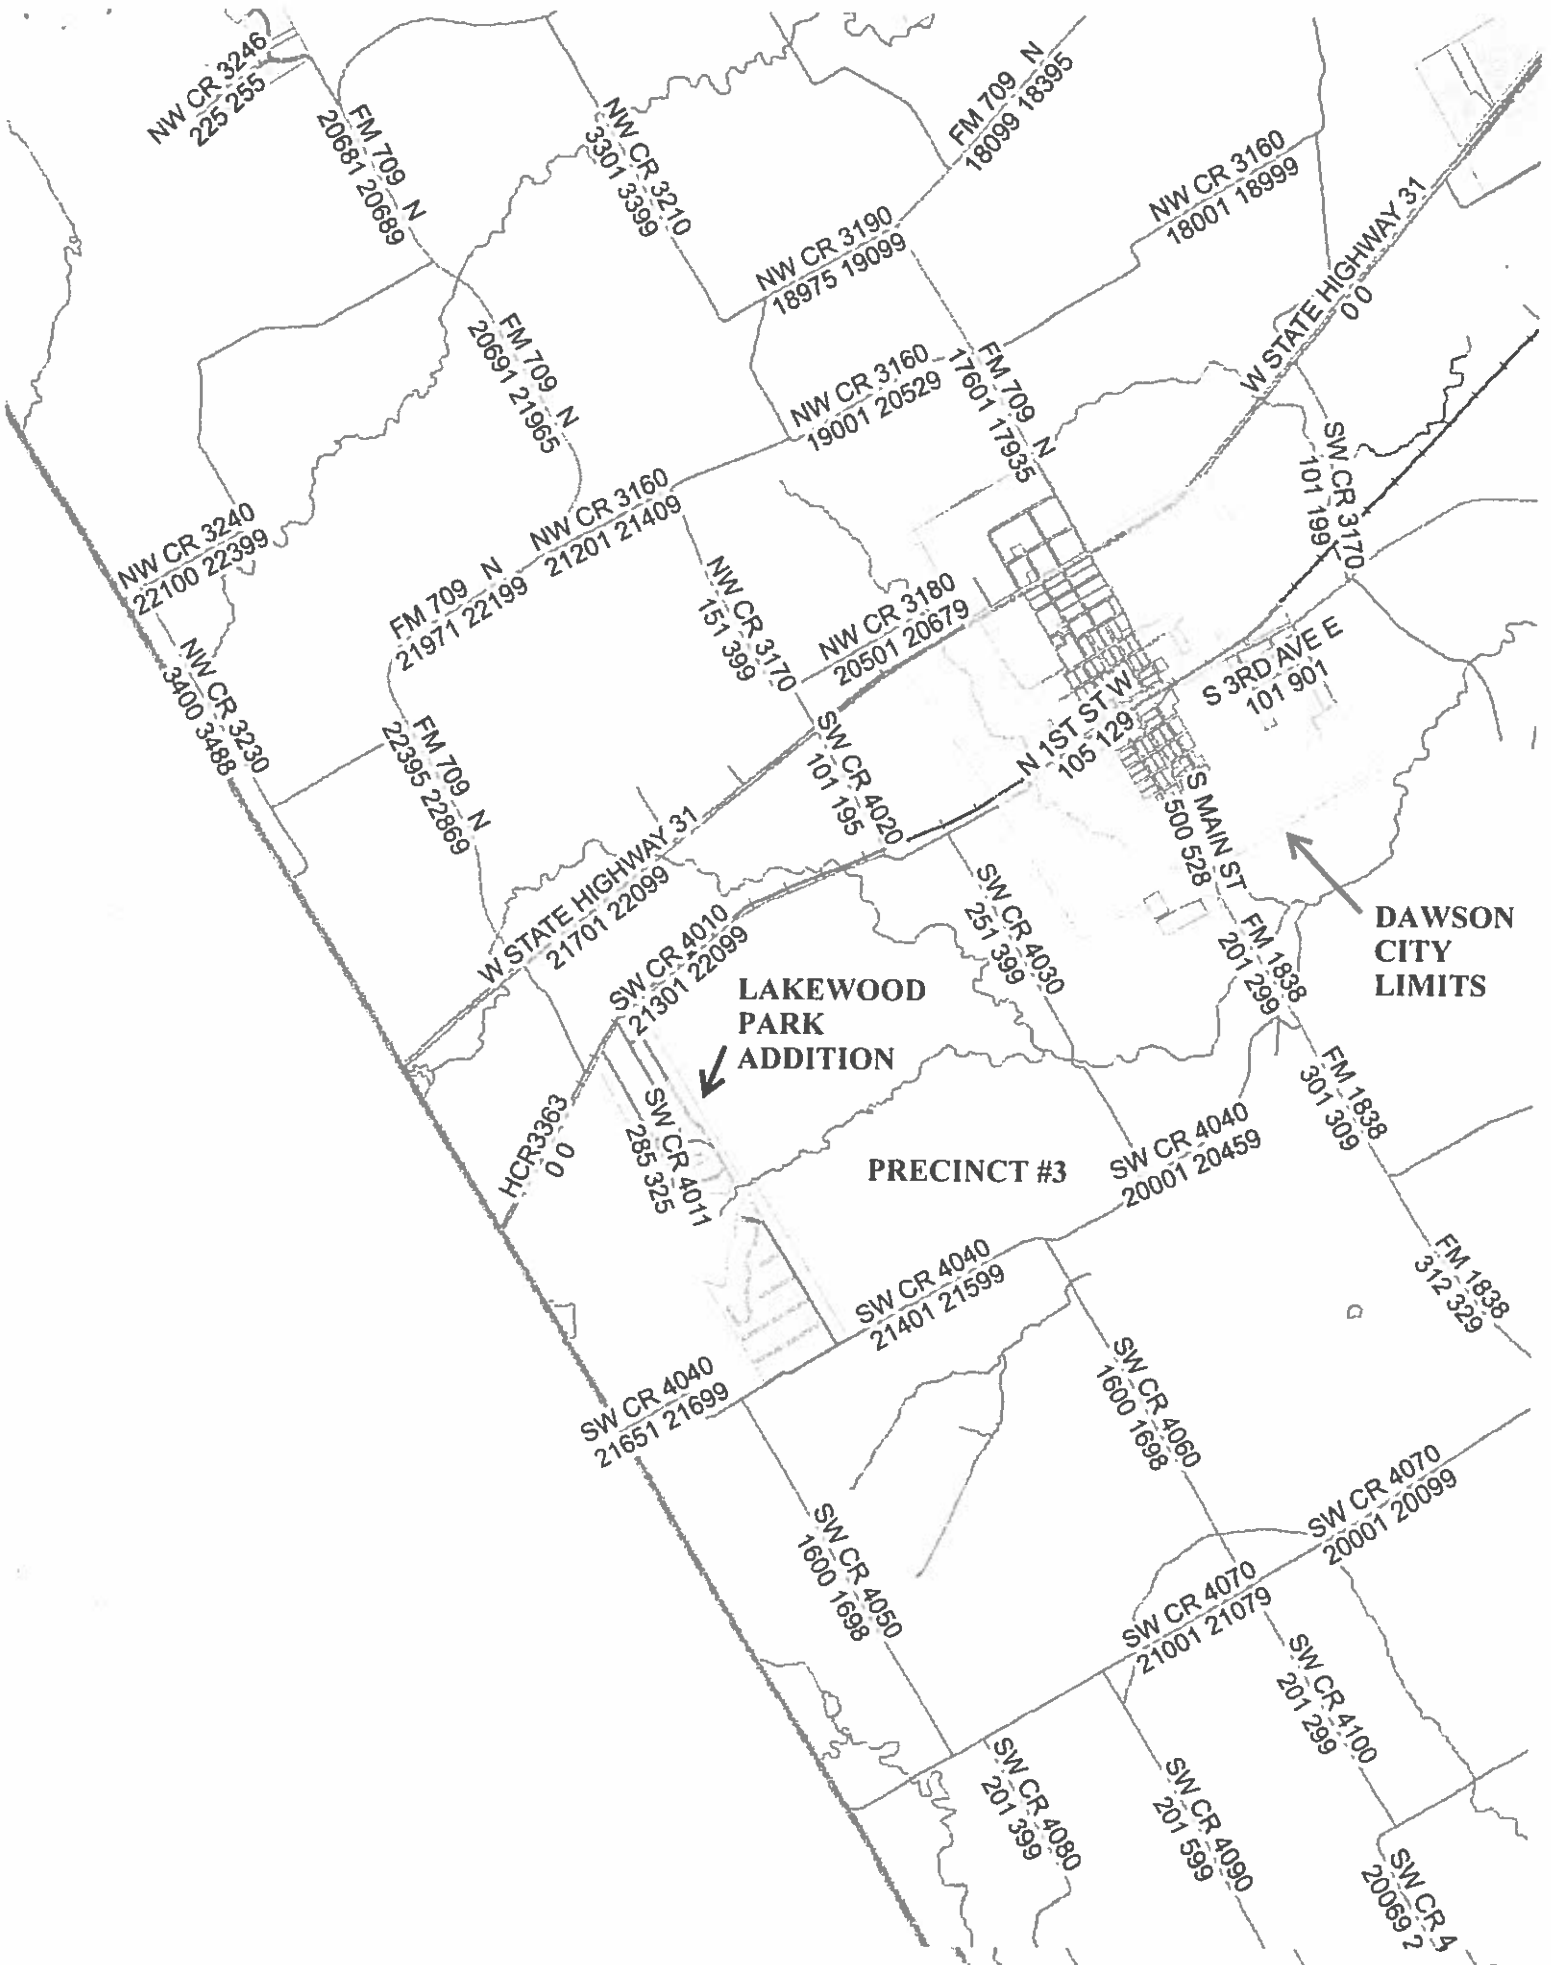 NW CR 3246
225 255
FM 709 N
20681 20689
NW CR 3210
3301 3399
FM 709 N
18099 18395
NW CR 3160
18001 18999
NW CR 3190
18975 19099
W STATE HIGHWAY 31
0 0
FM 709 N
20691 21965
NW CR 3160
19001 20529
FM 709 N
17601 17935
SW CR 3170
101 199
NW CR 3240
22100 22399
NW CR 3160
21201 21409
FM 709 N
21971 22199
NW CR 3170
151 399
NW CR 3180
20501 20679
S 3RD AVE E
101 901
NW CR 3230
3400 3488
FM 709 N
22395 22869
SW CR 4020
101 195
N 1ST ST W
105 129
S MAIN ST
500 528
W STATE HIGHWAY 31
21701 22099
SW CR 4010
21301 22099
SW CR 4030
251 399
FM 1838
201 299
DAWSON
CITY
LIMITS
LAKEWOOD
PARK
ADDITION
HCR3363
0 0
SW CR 4011
285 325
PRECINCT #3
SW CR 4040
20001 20459
FM 1838
301 309
SW CR 4040
21401 21599
FM 1838
312 329
SW CR 4040
21651 21699
SW CR 4060
1600 1698
SW CR 4070
20001 20099
SW CR 4050
1600 1698
SW CR 4070
21001 21079
SW CR 4100
201 299
SW CR 4080
201 399
SW CR 4090
201 599
SW CR 4
20069 2